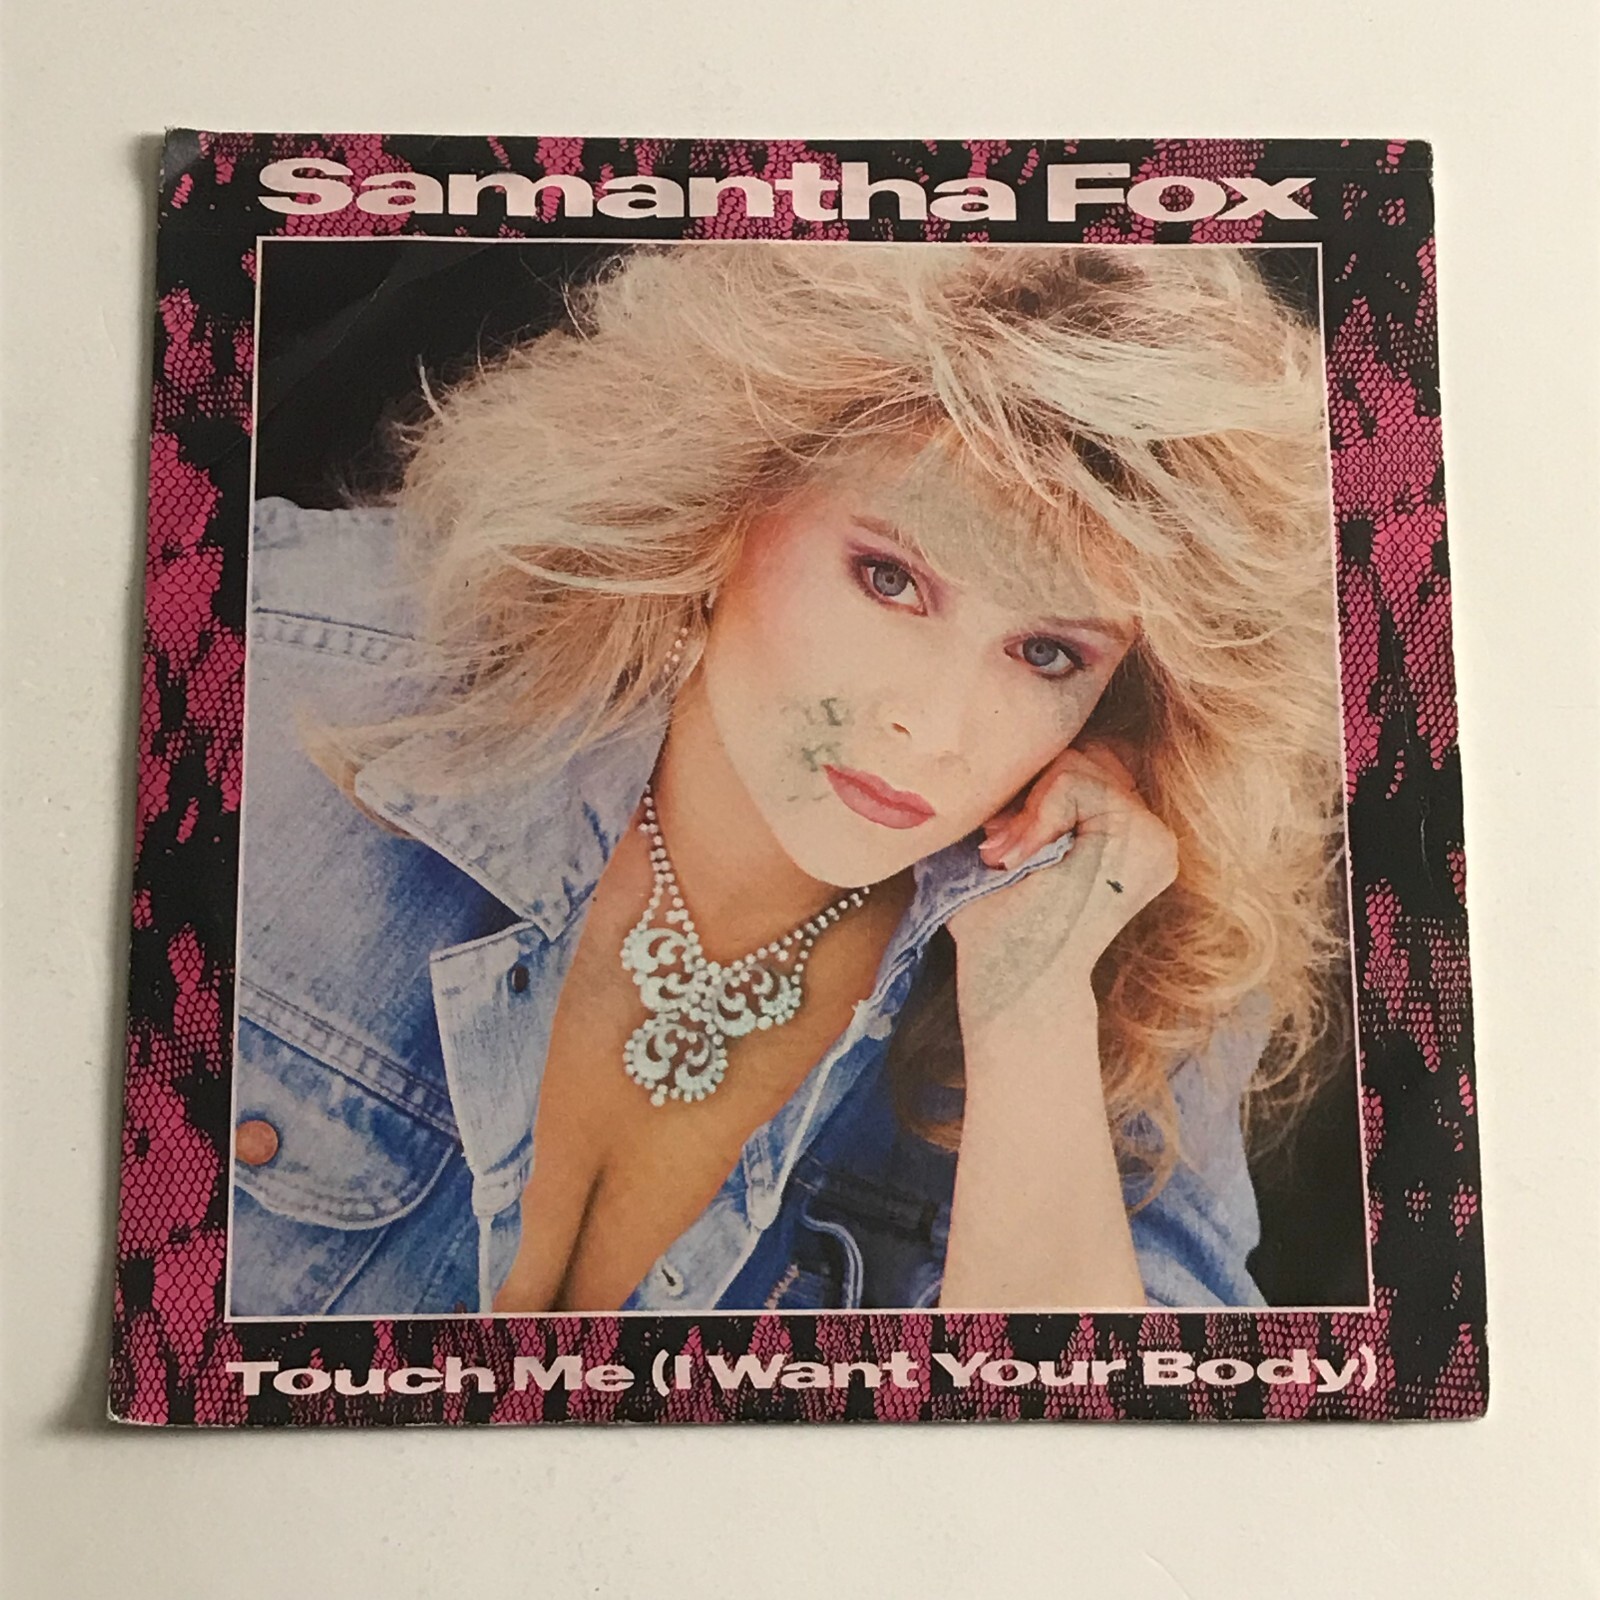 Samantha Fox
Touch Me (I Want Your Body)